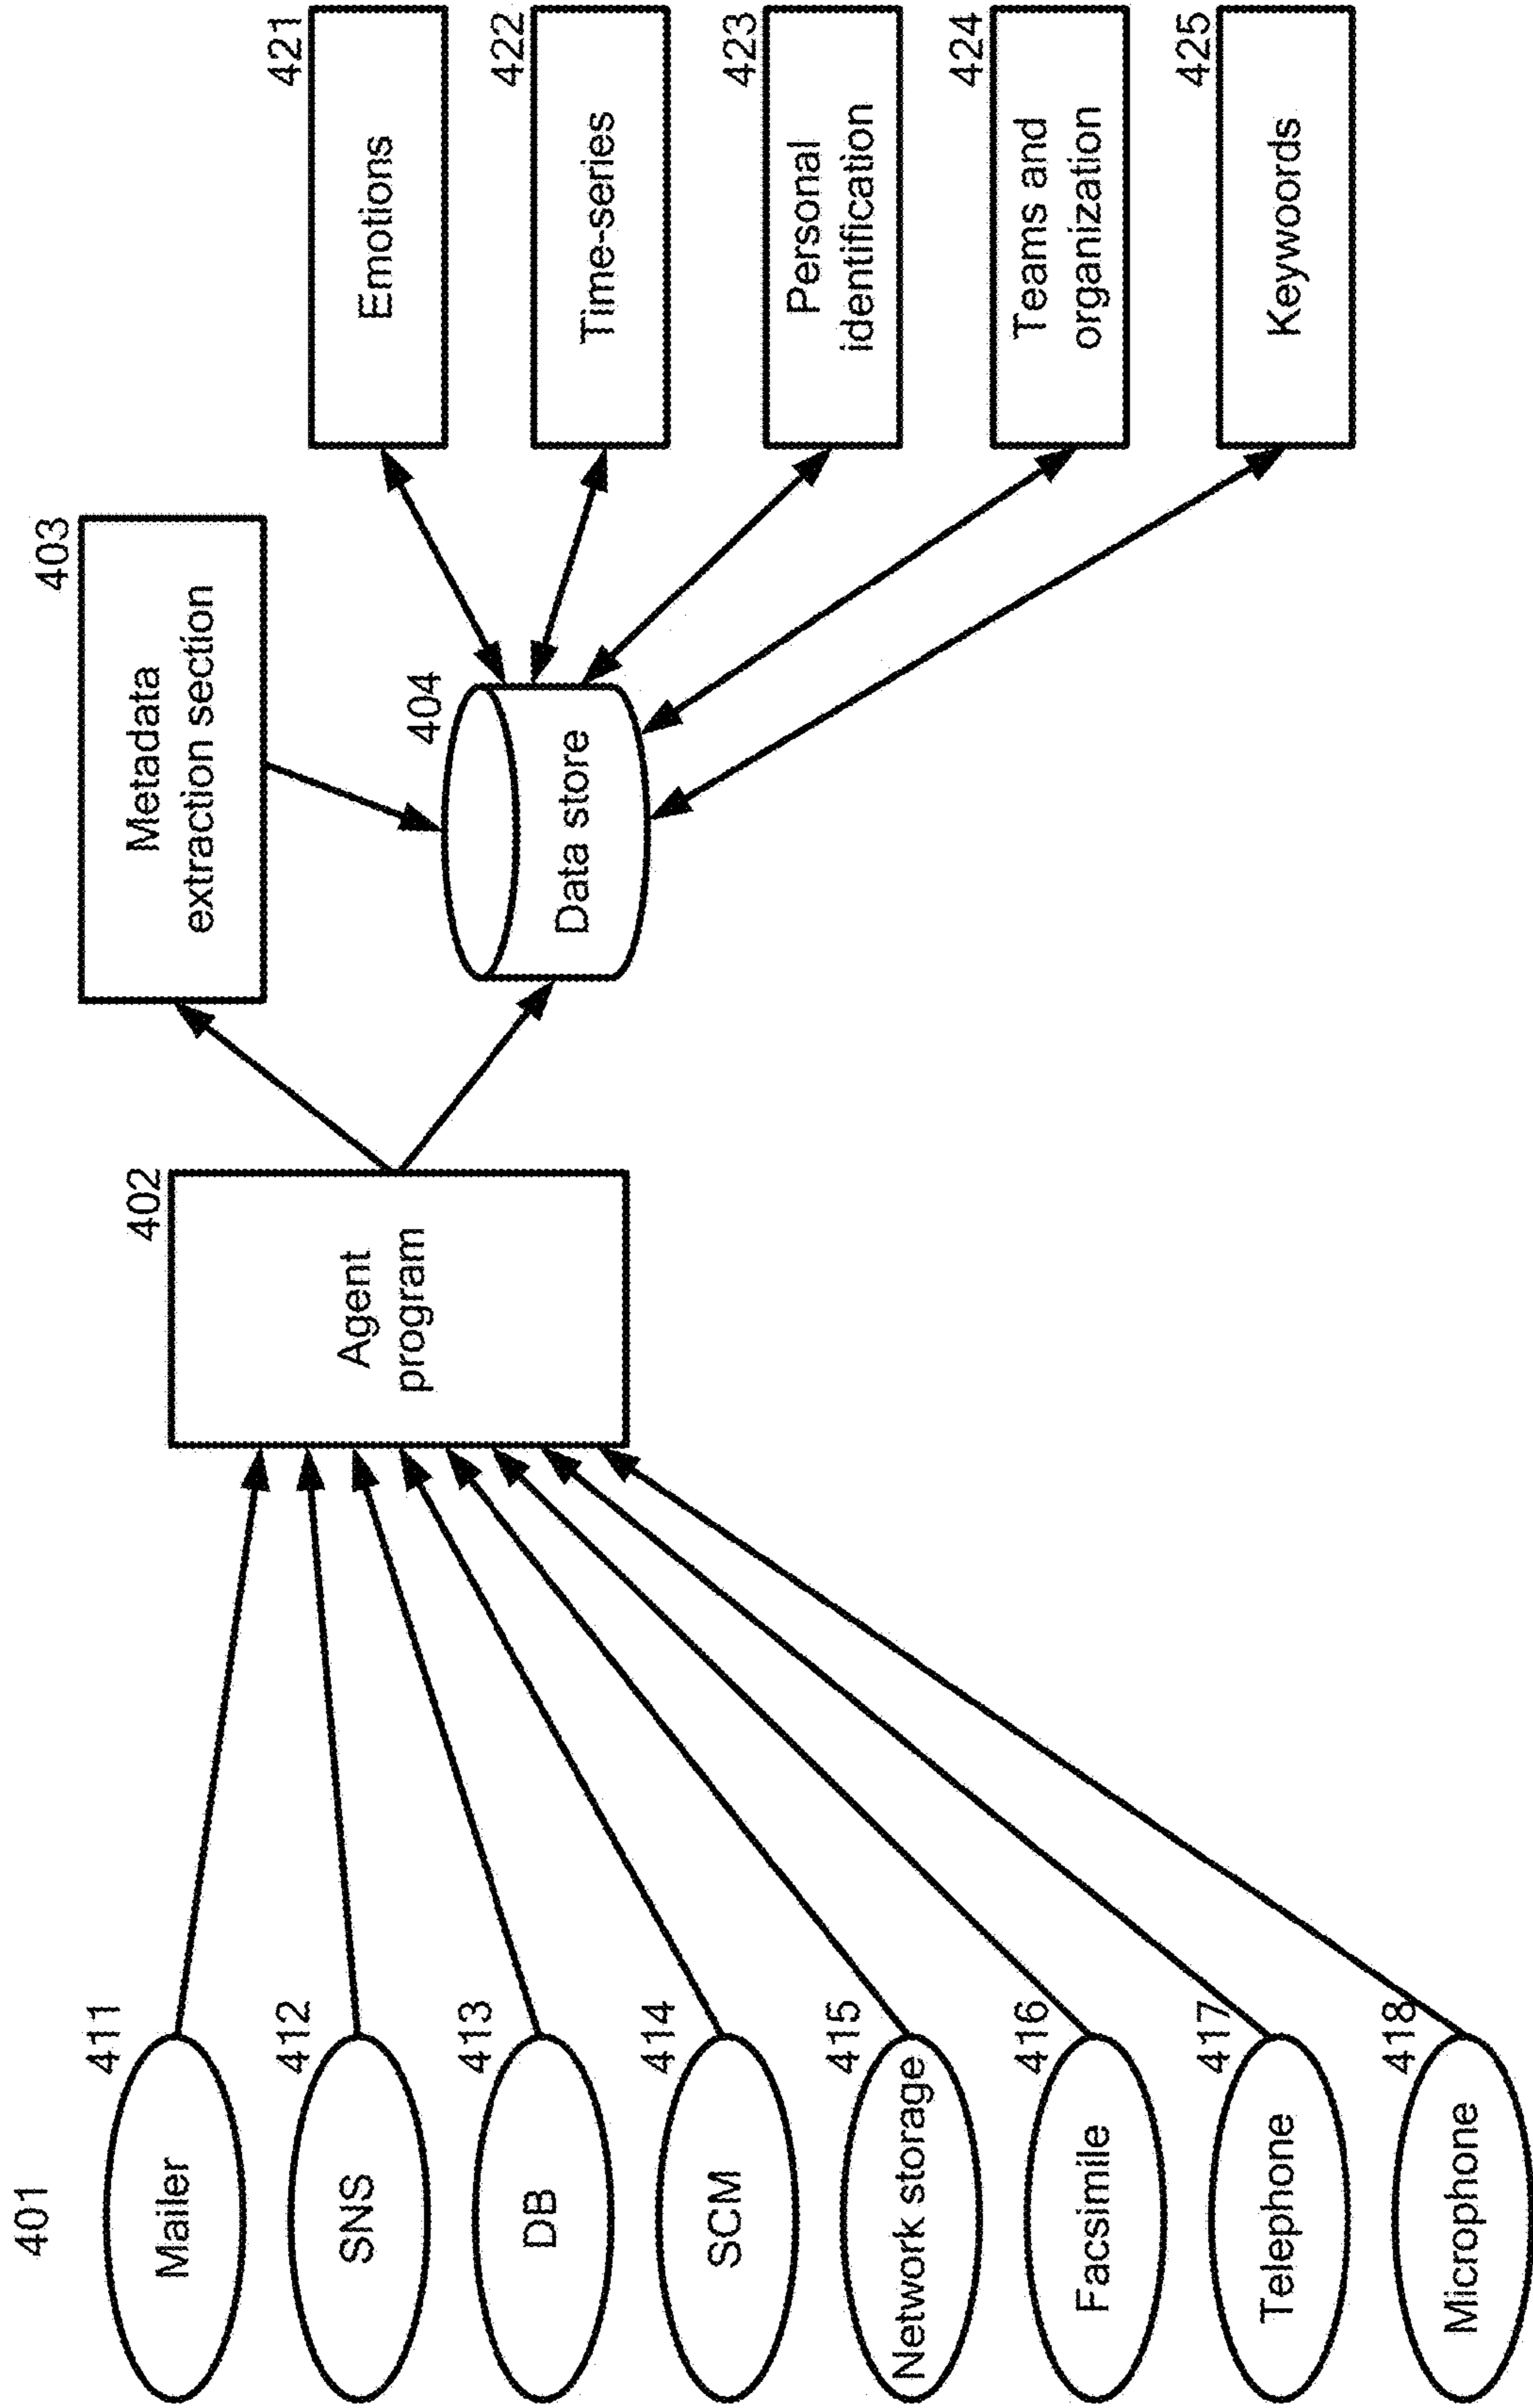 401
411
Mailer
412
SNS
413
DB
414
SCM
415
Network storage
416
Facsimile
417
Telephone
418
Microphone
402
Agent
program
403
Metadata
extraction section
404
Data store
421
Emotions
422
Time-series
423
Personal
identification
424
Teams and
organization
425
Keywoords